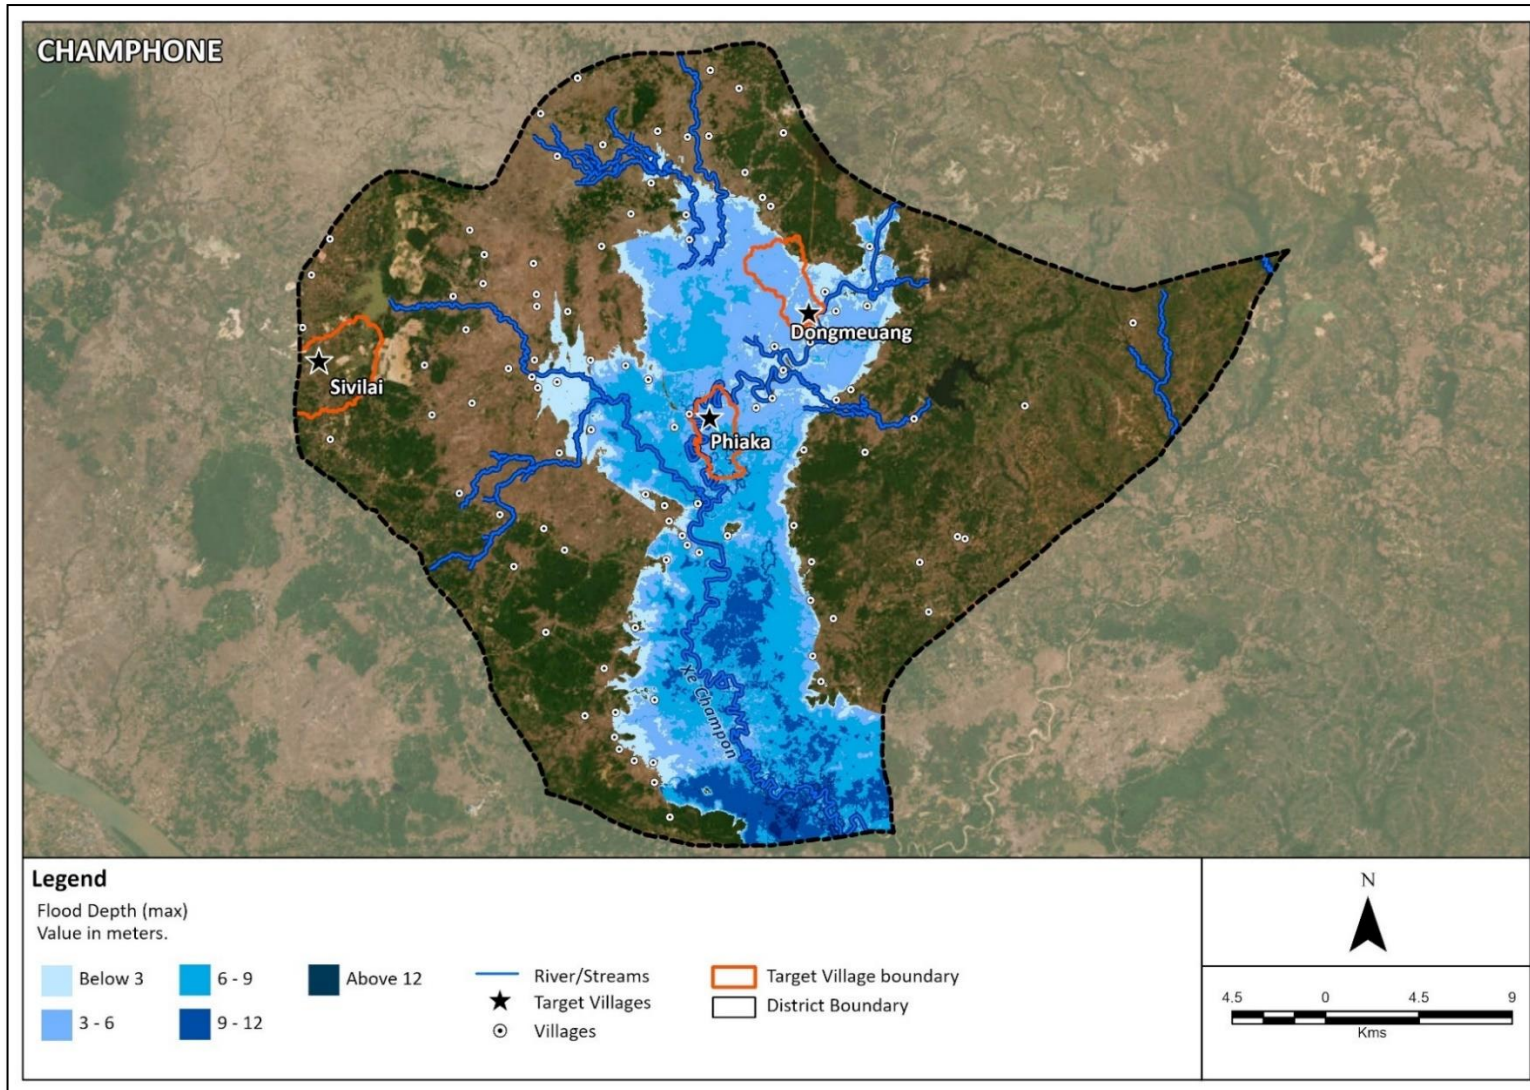 CHAMPHONE
Dongmeuang
Sivilai
Phiaka
Xe Champon
Legend
Flood Depth (max)
Value in meters.
Below 3
6 - 9
Above 12
3 - 6
9 - 12
River/Streams
Target Villages
Villages
Target Village boundary
District Boundary
N
4.5 0 4.5 9
Kms